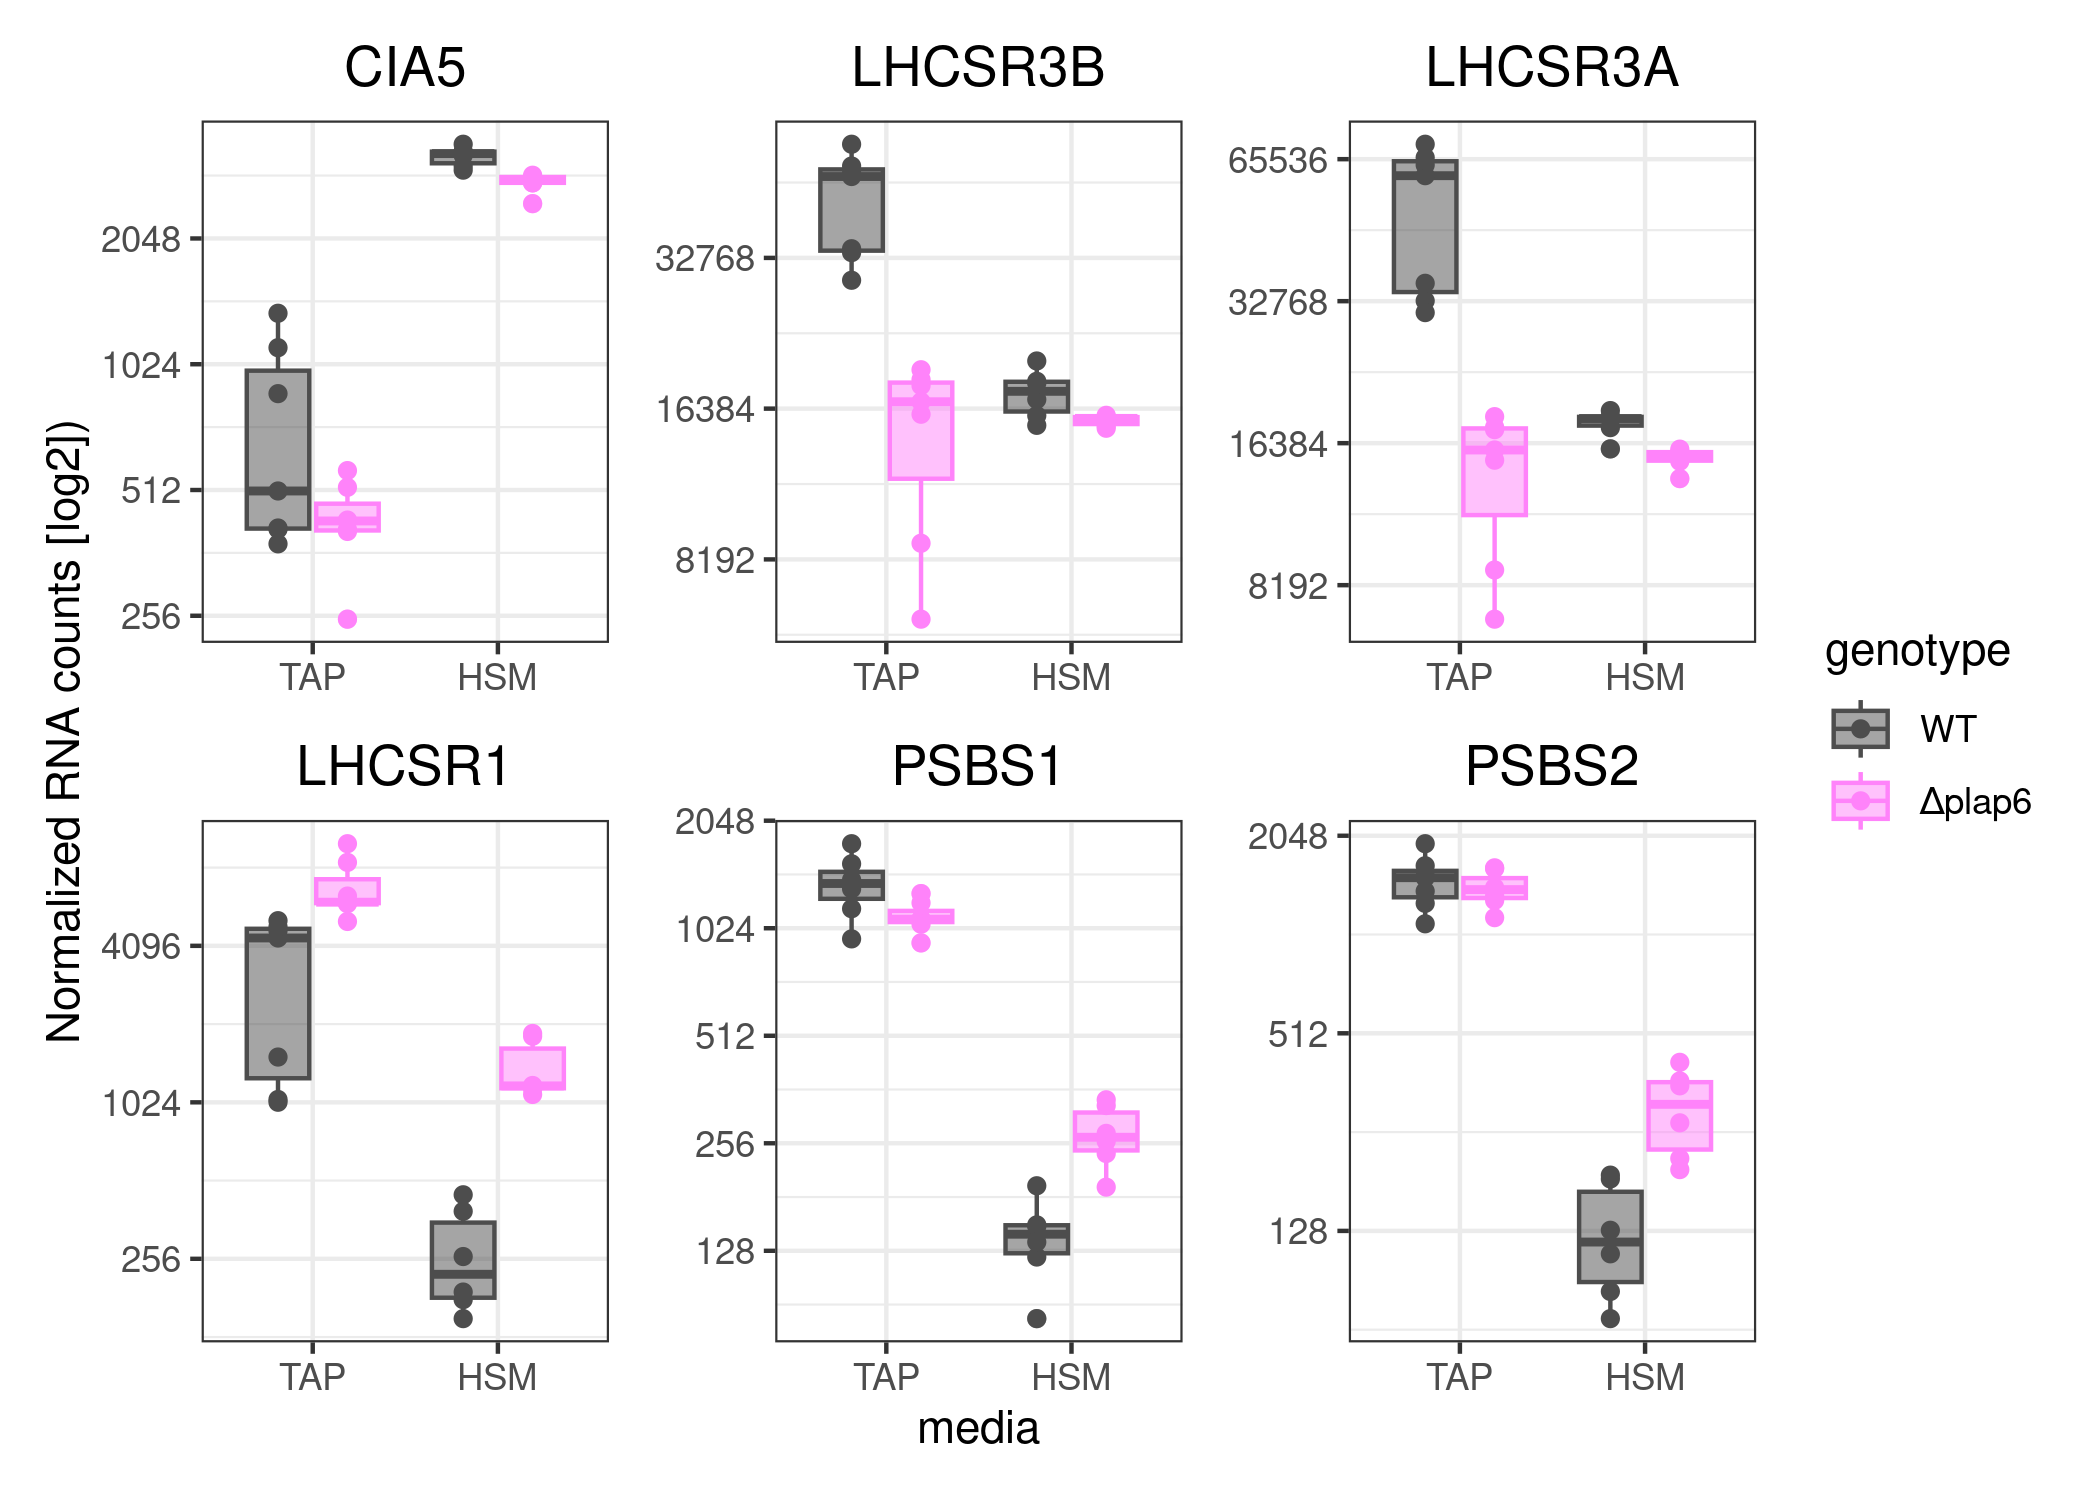 CIA5
LHCSR3B
LHCSR3A
2048
1024
512
256
TAP
HSM
32768
16384
8192
TAP
HSM
65536
32768
16384
8192
TAP
HSM
LHCSR1
PSBS1
PSBS2
4096
1024
256
TAP
HSM
2048
1024
512
256
128
TAP
HSM
2048
512
128
TAP
HSM
Normalized RNA counts [log2])
media
genotype
WT
Δplap6